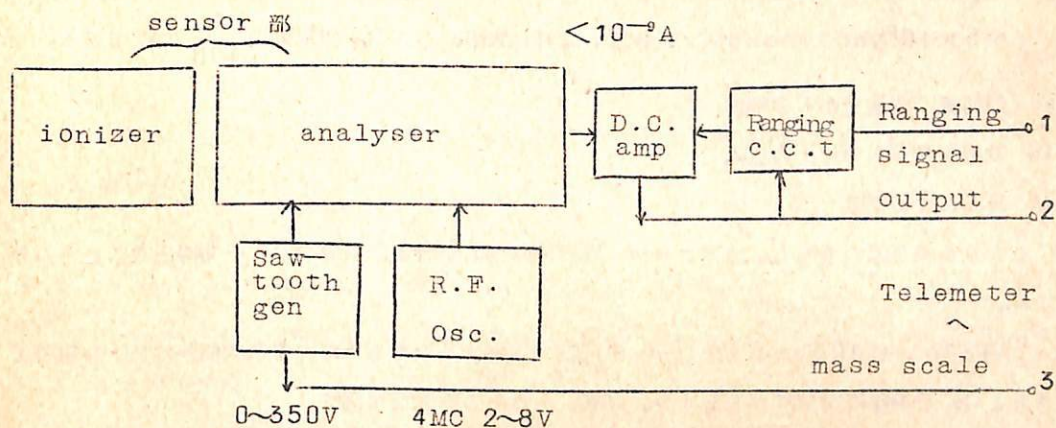 sensor 部
<10⁻⁹A
ionizer
analyser
D.C.
amp
Ranging
c.c.t
Ranging
signal
output
1
2
Saw-
tooth
gen
R.F.
Osc.
Telemeter
へ
mass scale
3
0~350V
4MC 2~8V